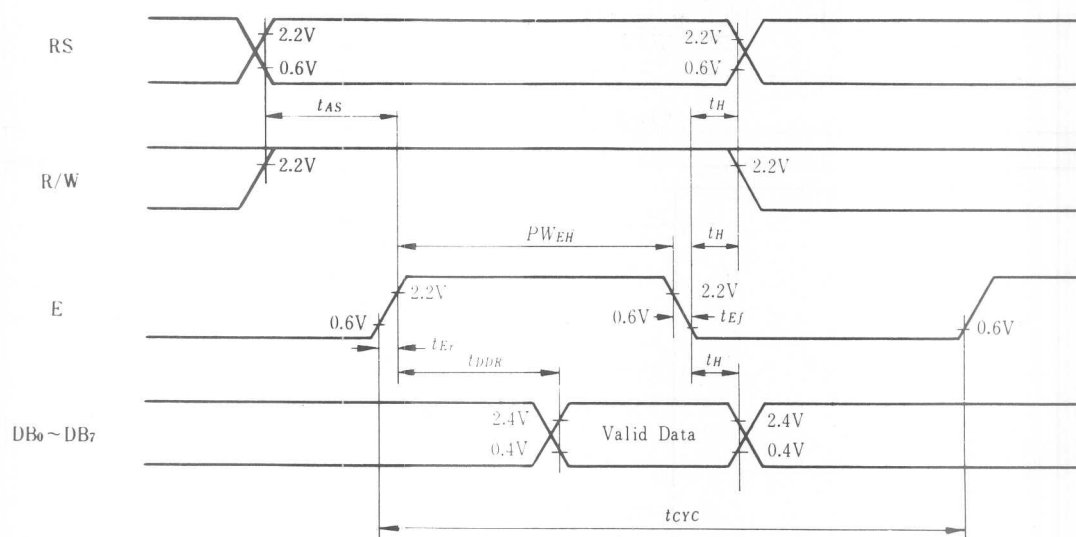 RS
2.2V
2.2V
0.6V
0.6V
tAS
tH
R/W
2.2V
2.2V
PWEH
tH
E
2.2V
2.2V
0.6V
0.6V
tEf
0.6V
tEr
tDDR
tH
DB0~DB7
2.4V
Valid Data
2.4V
0.4V
0.4V
tCYC